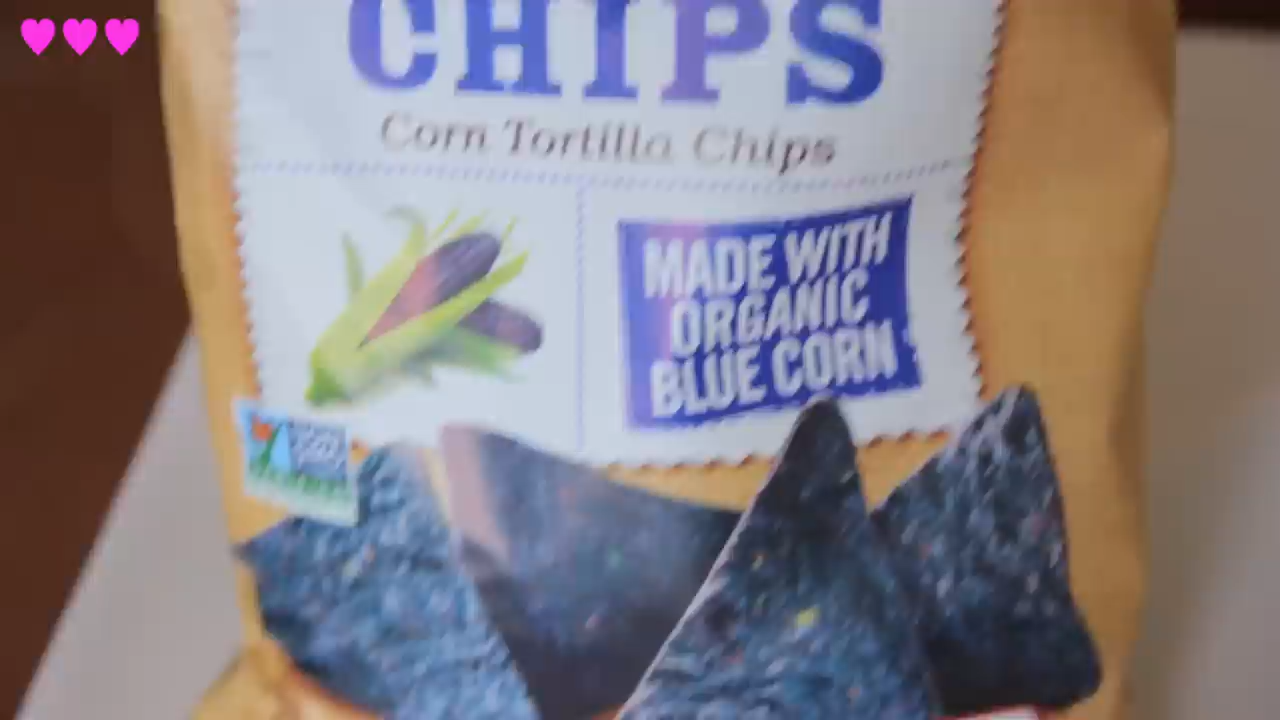 CHIPS
Corn Tortilla Chips
MADE WITH
ORGANIC
BLUE CORN